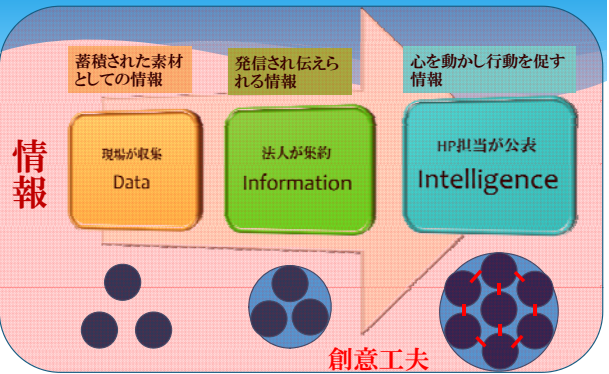 蓄積された素材
としての情報
発信され伝えら
れる情報
心を動かし行動を促す
情報
情報
現場が収集
Data
法人が集約
Information
HP担当が公表
Intelligence
創意工夫